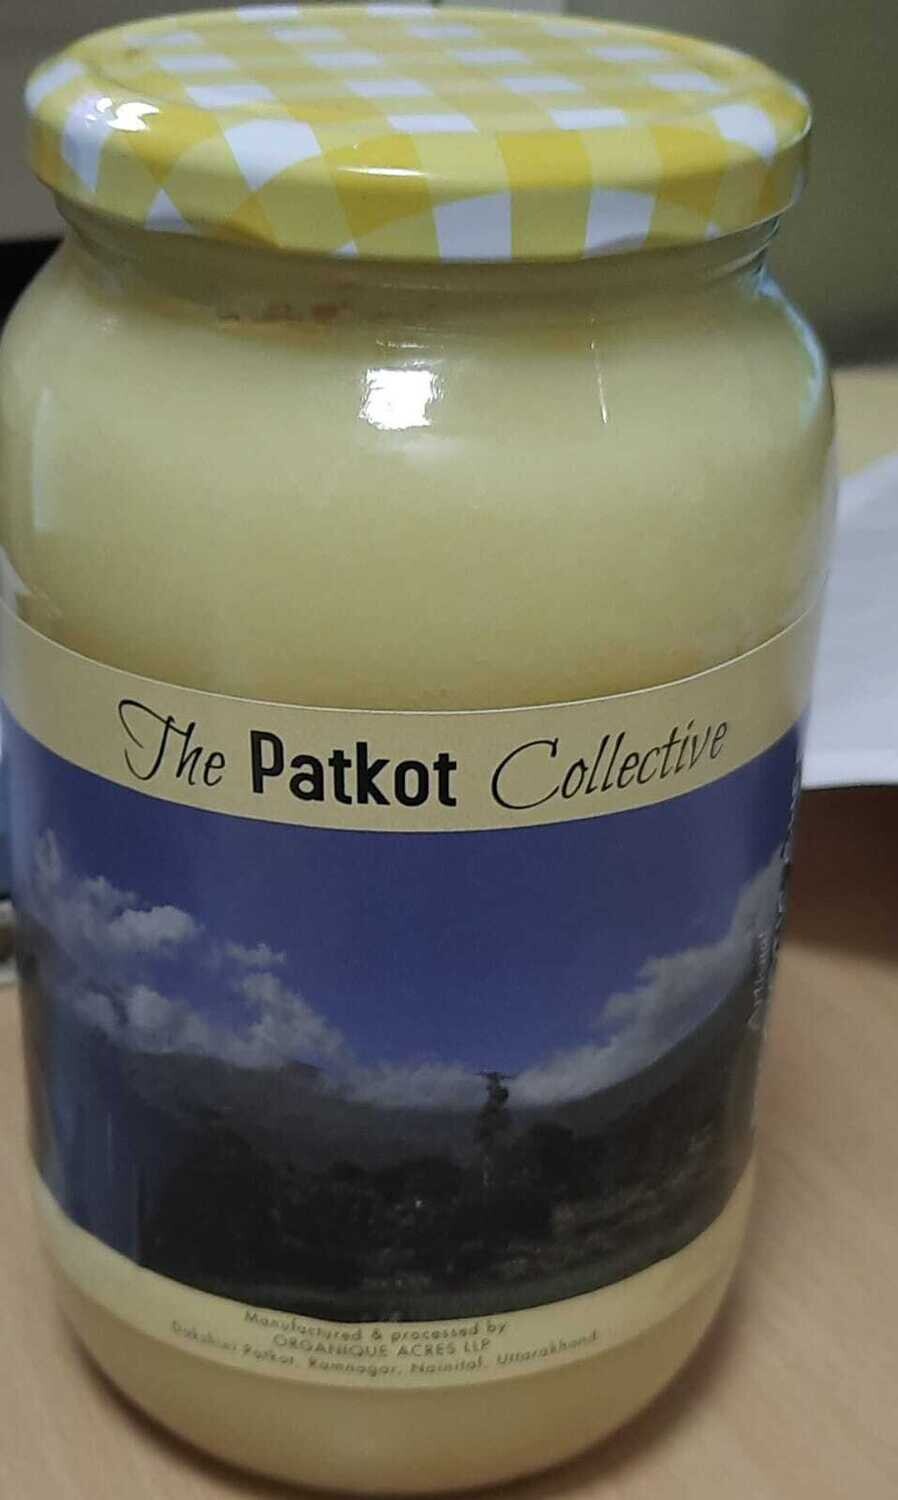 The Patkot Collective
Manufactured & processed by
ORGANIQUE ACRES LLP
Dakshini Patkot, Ramnagar, Nainital, Uttarakhand